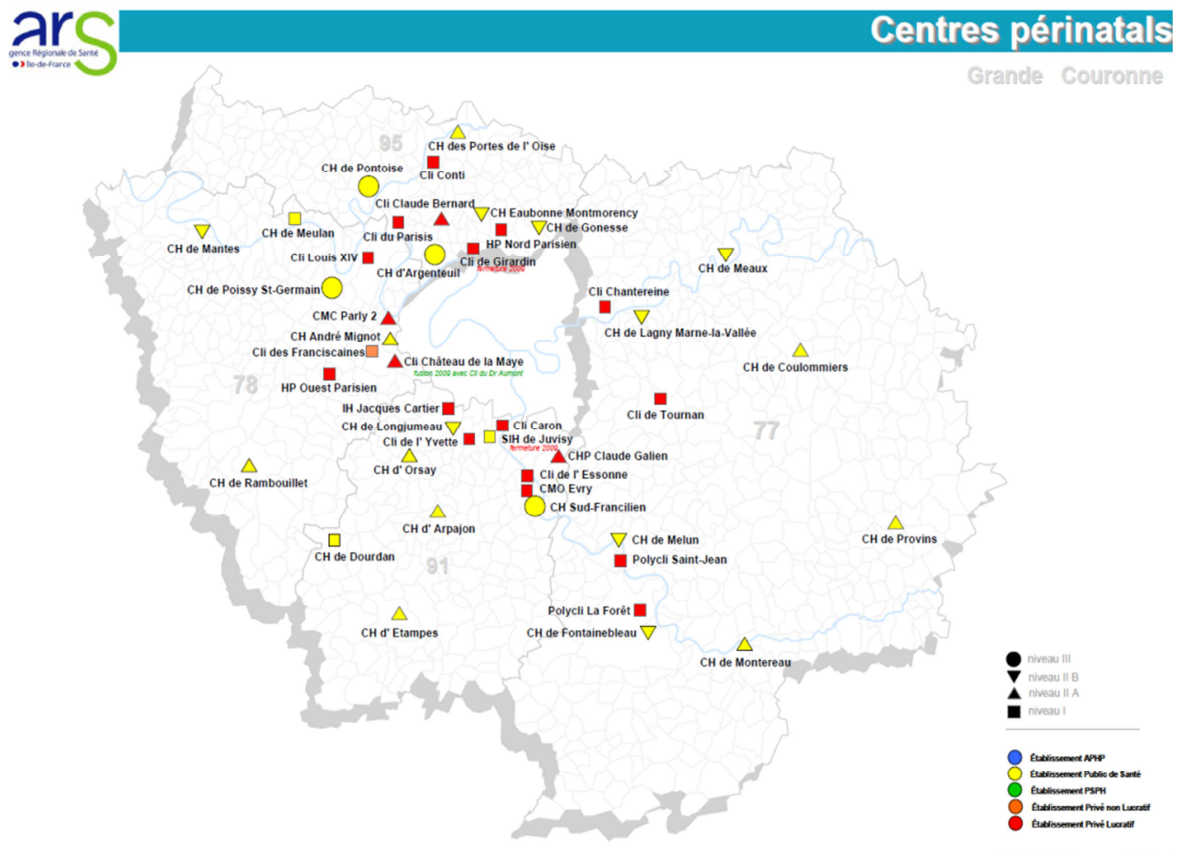 ars
gence Régionale de Santé
Île-de-France
Centres périnatals
Grande Couronne
95
CH des Portes de l' Oise
CH de Pontoise
Cli Conti
Cli Claude Bernard
CH Eaubonne Montmorency
CH de Gonesse
CH de Meulan
Cli du Parisis
HP Nord Parisien
CH de Mantes
Cli Louis XIV
Cli de Girardin
fermeture 2009
CH d'Argenteuil
CH de Meaux
CH de Poissy St-Germain
Cli Chantereine
CMC Parly 2
CH de Lagny Marne-la-Vallée
CH André Mignot
Cli des Franciscaines
Cli Château de la Maye
fusion 2009 avec Cli du Dr Aumont
CH de Coulommiers
78
HP Ouest Parisien
IH Jacques Cartier
Cli de Tournan
CH de Longjumeau
Cli Caron
77
Cli de l' Yvette
SIH de Juvisy
fermeture 2009
CHP Claude Galien
CH d' Orsay
CH de Rambouillet
Cli de l' Essonne
CMO Evry
CH Sud-Francilien
CH d' Arpajon
CH de Provins
CH de Melun
CH de Dourdan
Polycli Saint-Jean
91
Polycli La Forêt
CH d' Etampes
CH de Fontainebleau
CH de Montereau
niveau III
niveau II B
niveau II A
niveau I
Établissement APHP
Établissement Public de Santé
Établissement PSPH
Établissement Privé non Lucratif
Établissement Privé Lucratif